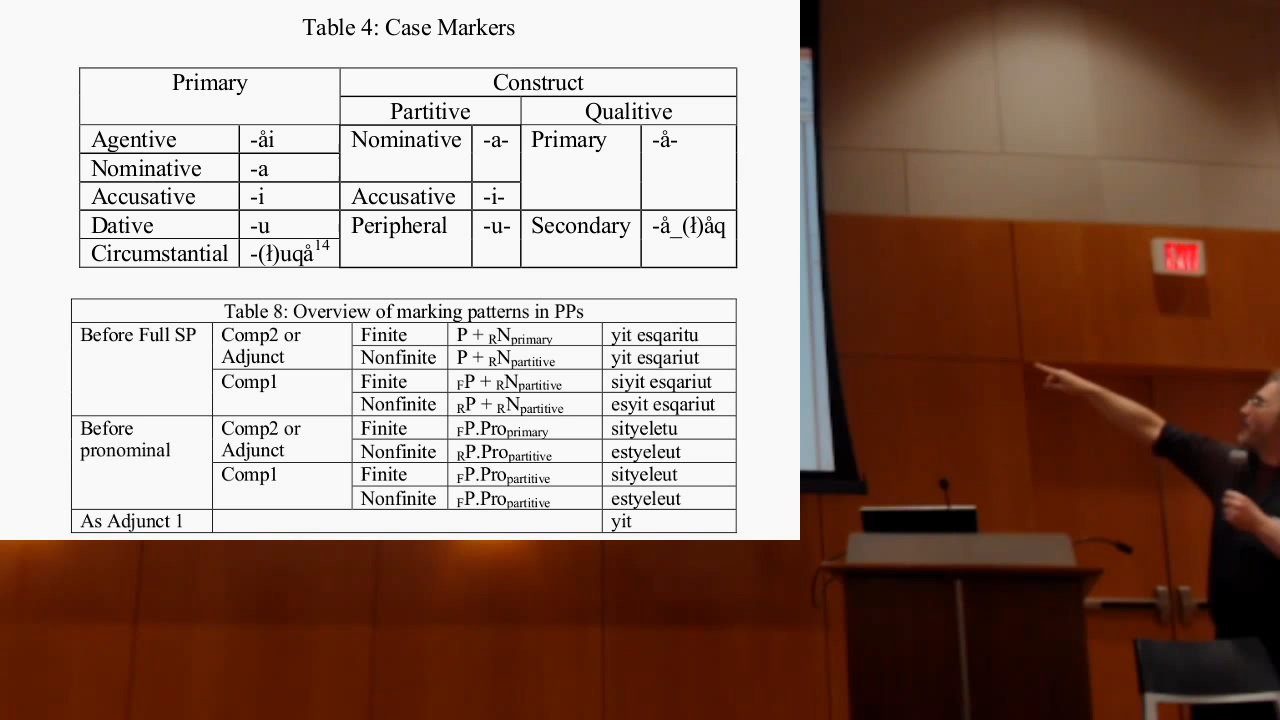 Table 4: Case Markers
Primary Construct
Partitive Qualitive
Agentive -åi Nominative -a- Primary -å-
Nominative -a
Accusative -i Accusative -i-
Dative -u Peripheral -u- Secondary -å_(ł)åq
Circumstantial -(ł)uqå14
Table 8: Overview of marking patterns in PPs
Before Full SP Comp2 or Finite P + RNprimary yit esqaritu
Adjunct Nonfinite P + RNpartitive yit esqariut
Comp1 Finite FP + RNpartitive siyit esqariut
Nonfinite RP + RNpartitive esyit esqariut
Before Comp2 or Finite FP.Proprimary sityeletu
pronominal Adjunct Nonfinite RP.Propartitive estyeleut
Comp1 Finite FP.Propartitive sityeleut
Nonfinite FP.Propartitive estyeleut
As Adjunct 1 yit
EXIT